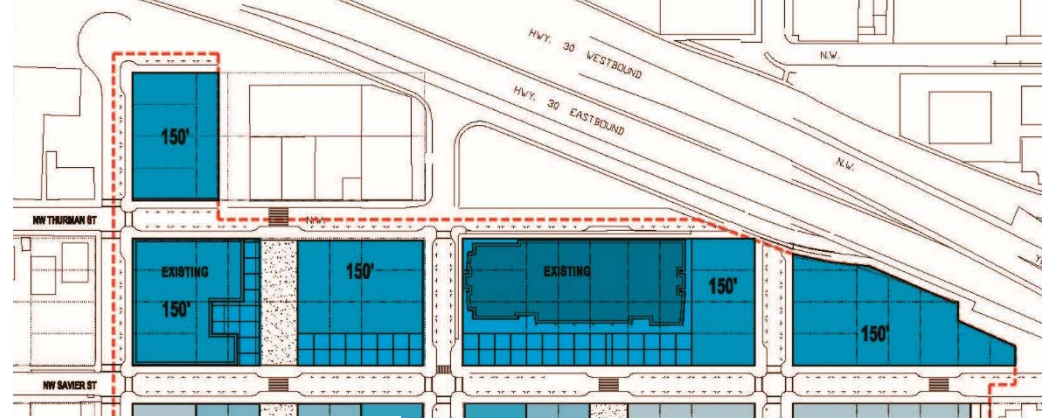 HWY. 30 WESTBOUND
N.W.
HWY. 30 EASTBOUND
N.W.
150'
NW THURMAN ST
N.W.
EXISTING
150'
150'
EXISTING
150'
150'
NW SAVIER ST